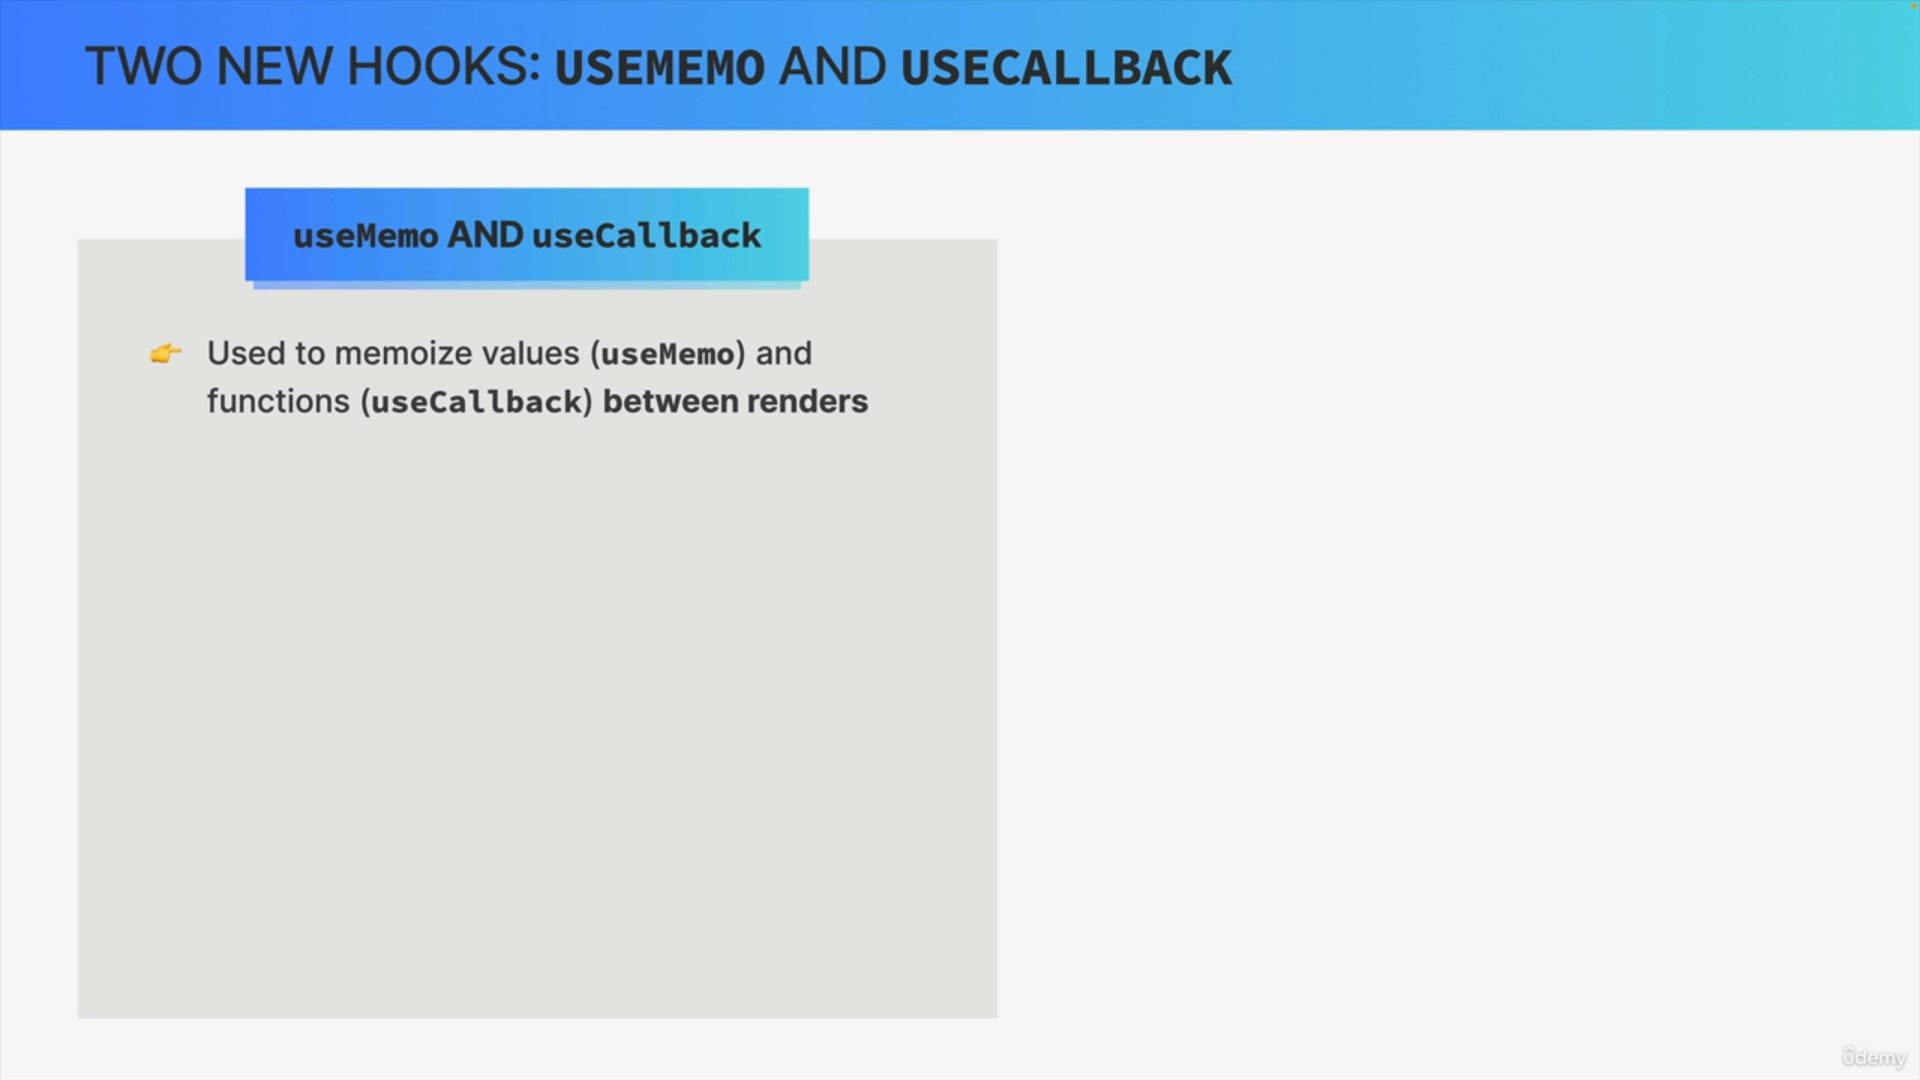 TWO NEW HOOKS: USEMEMO AND USECALLBACK
useMemo AND useCallback
👉 Used to memoize values (useMemo) and
functions (useCallback) between renders
ûdemy